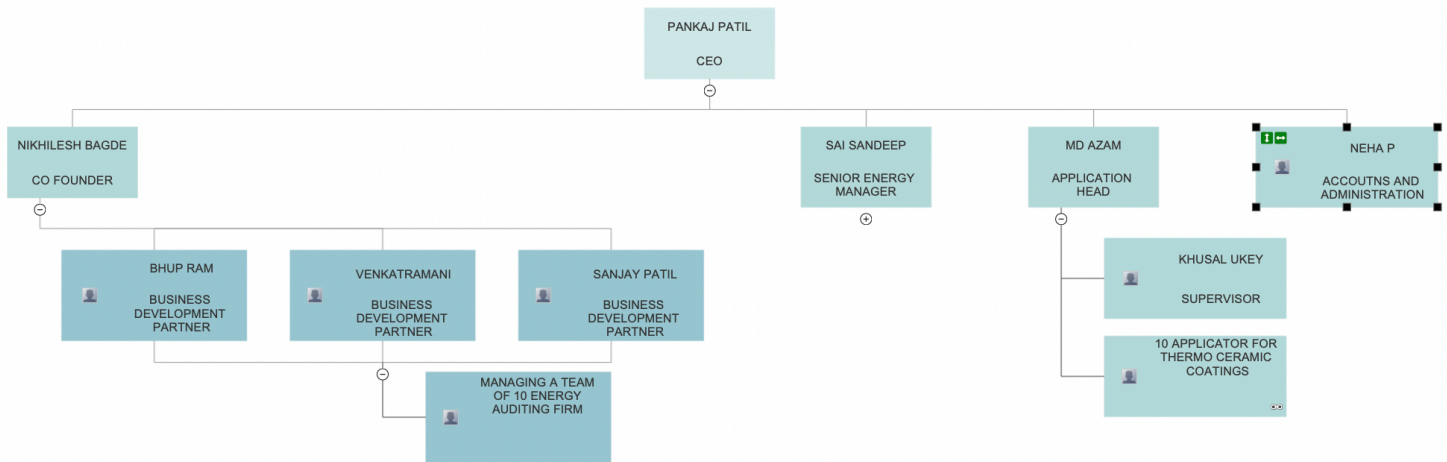 PANKAJ PATIL
CEO
NIKHILESH BAGDE
CO FOUNDER
SAI SANDEEP
SENIOR ENERGY
MANAGER
MD AZAM
APPLICATION
HEAD
NEHA P
ACCOUTNS AND
ADMINISTRATION
BHUP RAM
BUSINESS
DEVELOPMENT
PARTNER
VENKATRAMANI
BUSINESS
DEVELOPMENT
PARTNER
SANJAY PATIL
BUSINESS
DEVELOPMENT
PARTNER
MANAGING A TEAM
OF 10 ENERGY
AUDITING FIRM
KHUSAL UKEY
SUPERVISOR
10 APPLICATOR FOR
THERMO CERAMIC
COATINGS